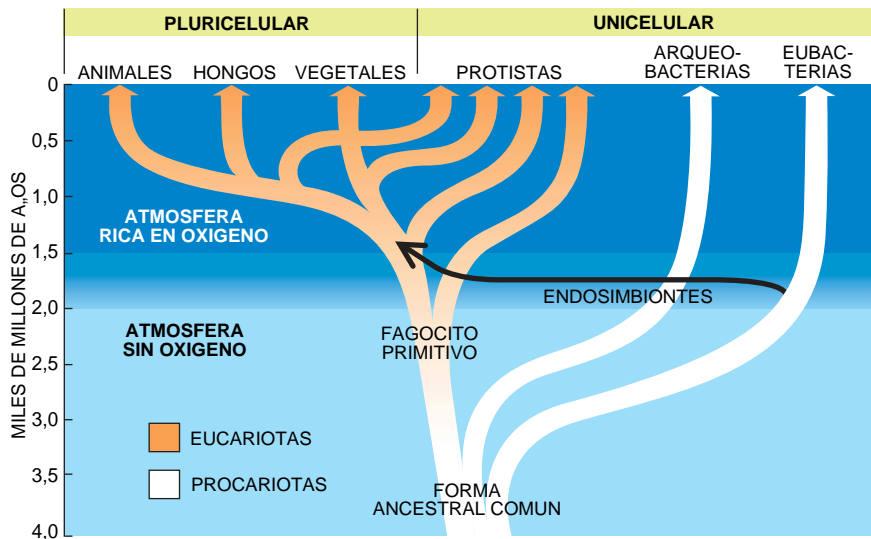 PLURICELULAR
UNICELULAR
ANIMALES
HONGOS
VEGETALES
PROTISTAS
ARQUEO-
BACTERIAS
EUBAC-
TERIAS
MILES DE MILLONES DE A„OS
0
0,5
1,0
1,5
2,0
2,5
3,0
3,5
4,0
ATMOSFERA
RICA EN OXIGENO
ENDOSIMBIONTES
ATMOSFERA
SIN OXIGENO
FAGOCITO
PRIMITIVO
EUCARIOTAS
PROCARIOTAS
FORMA
ANCESTRAL COMUN